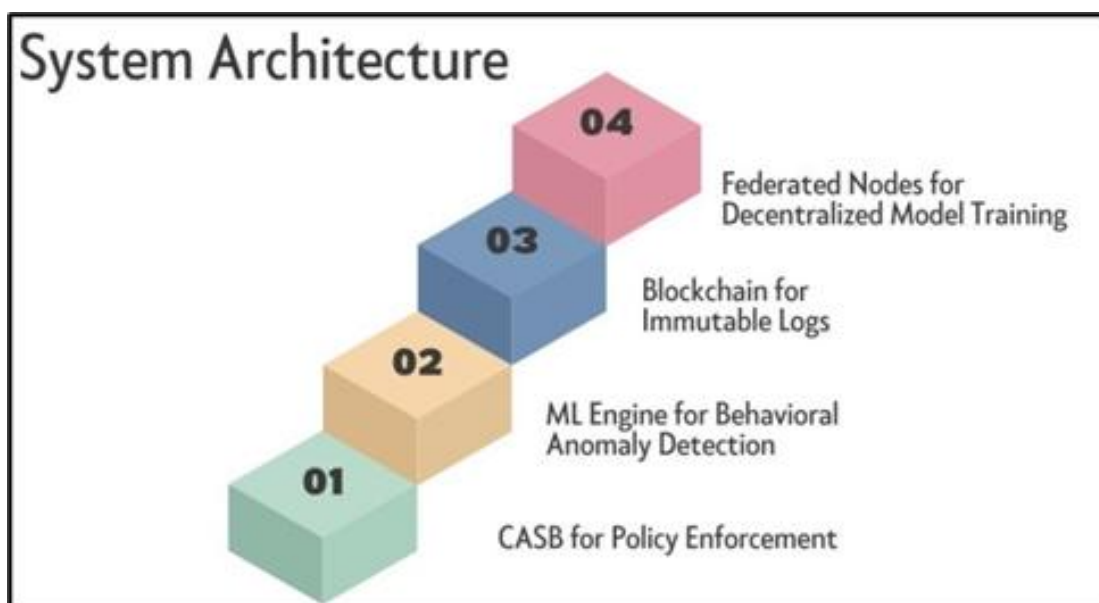 System Architecture
04
Federated Nodes for
Decentralized Model Training
03
Blockchain for
Immutable Logs
02
ML Engine for Behavioral
Anomaly Detection
01
CASB for Policy Enforcement